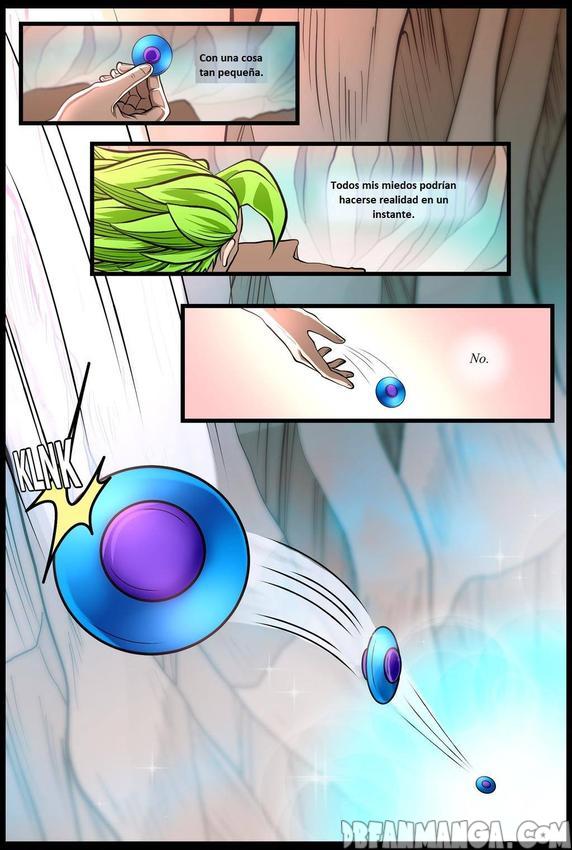 Con una cosa
tan pequeña.
Todos mis miedos podrían
hacerse realidad en un
instante.
No.
KLNK
DBFANMANGA.COM